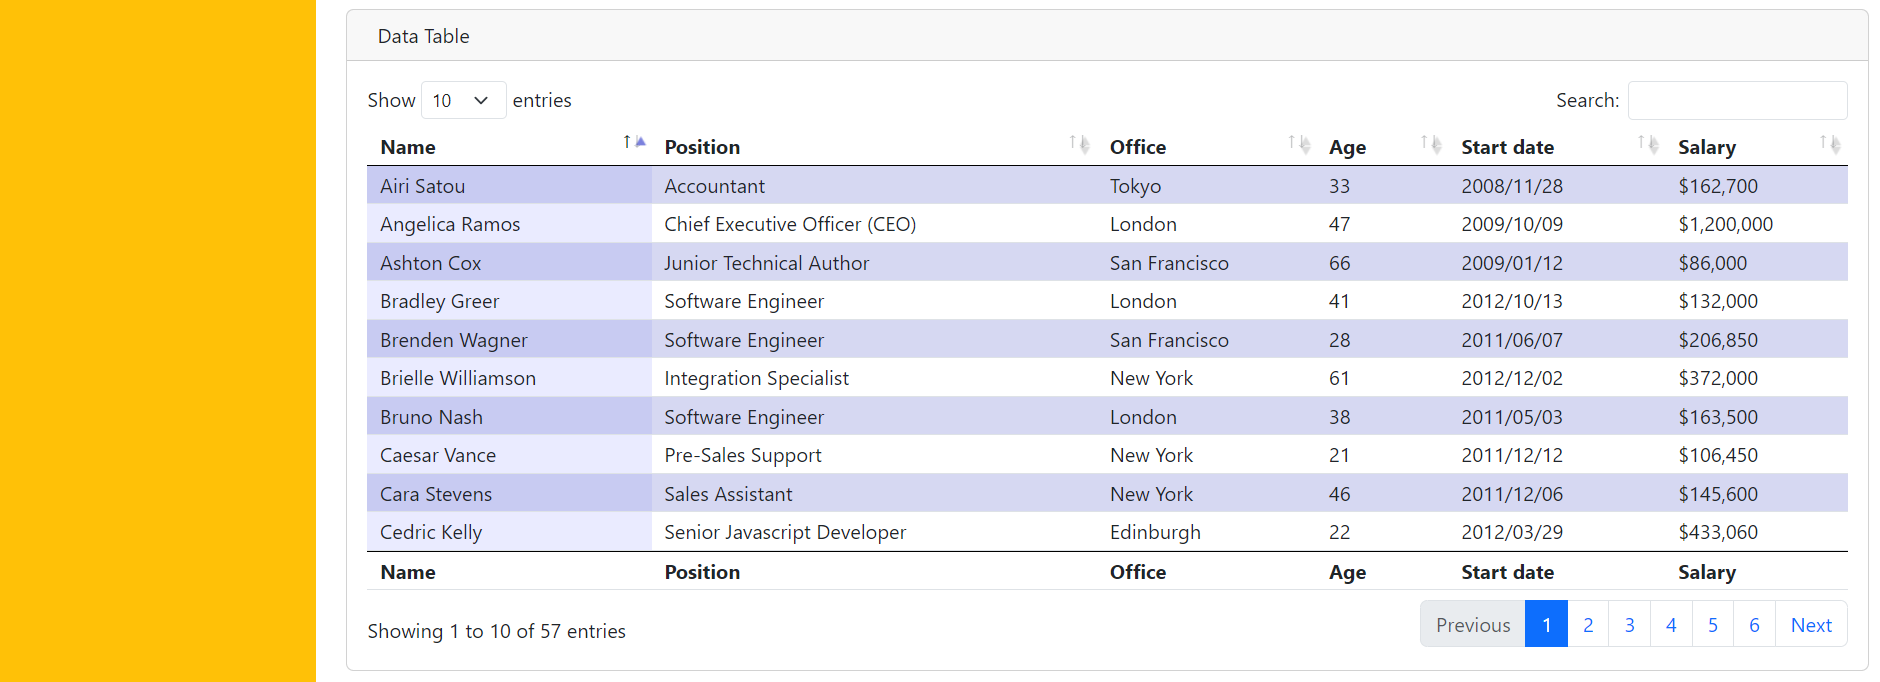 Data Table
Show 10 entries Search:
Name Position Office Age Start date Salary
Airi Satou Accountant Tokyo 33 2008/11/28 $162,700
Angelica Ramos Chief Executive Officer (CEO) London 47 2009/10/09 $1,200,000
Ashton Cox Junior Technical Author San Francisco 66 2009/01/12 $86,000
Bradley Greer Software Engineer London 41 2012/10/13 $132,000
Brenden Wagner Software Engineer San Francisco 28 2011/06/07 $206,850
Brielle Williamson Integration Specialist New York 61 2012/12/02 $372,000
Bruno Nash Software Engineer London 38 2011/05/03 $163,500
Caesar Vance Pre-Sales Support New York 21 2011/12/12 $106,450
Cara Stevens Sales Assistant New York 46 2011/12/06 $145,600
Cedric Kelly Senior Javascript Developer Edinburgh 22 2012/03/29 $433,060
Name Position Office Age Start date Salary
Showing 1 to 10 of 57 entries Previous 1 2 3 4 5 6 Next